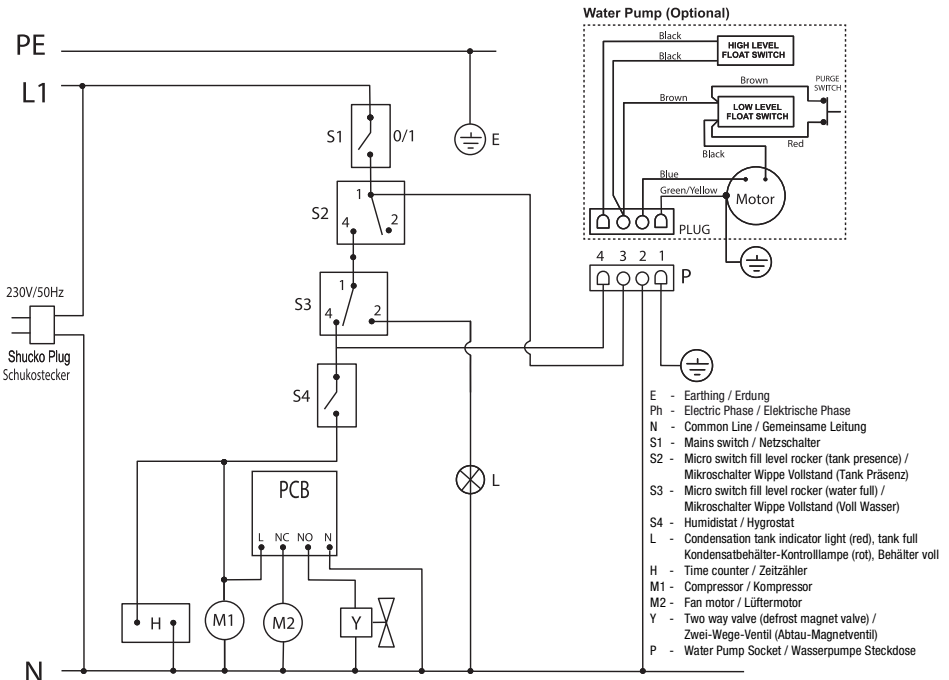 Water Pump (Optional)
PE
L1
Black
HIGH LEVEL
FLOAT SWITCH
Black
Brown
PURGE
SWITCH
Brown
LOW LEVEL
FLOAT SWITCH
Red
Black
Blue
Green/Yellow
Motor
PLUG
S1
0/1
E
S2
1
4
2
S3
1
4
2
4 3 2 1
P
230V/50Hz
Shucko Plug
Schukostecker
S4
PCB
L NC NO N
L
H
M1
M2
Y
N
E - Earthing / Erdung
Ph - Electric Phase / Elektrische Phase
N - Common Line / Gemeinsame Leitung
S1 - Mains switch / Netzschalter
S2 - Micro switch fill level rocker (tank presence) /
Mikroschalter Wippe Vollstand (Tank Präsenz)
S3 - Micro switch fill level rocker (water full) /
Mikroschalter Wippe Vollstand (Voll Wasser)
S4 - Humidistat / Hygrostat
L - Condensation tank indicator light (red), tank full
Kondensatbehälter-Kontrolllampe (rot), Behälter voll
H - Time counter / Zeitzähler
M1 - Compressor / Kompressor
M2 - Fan motor / Lüftermotor
Y - Two way valve (defrost magnet valve) /
Zwei-Wege-Ventil (Abtau-Magnetventil)
P - Water Pump Socket / Wasserpumpe Steckdose